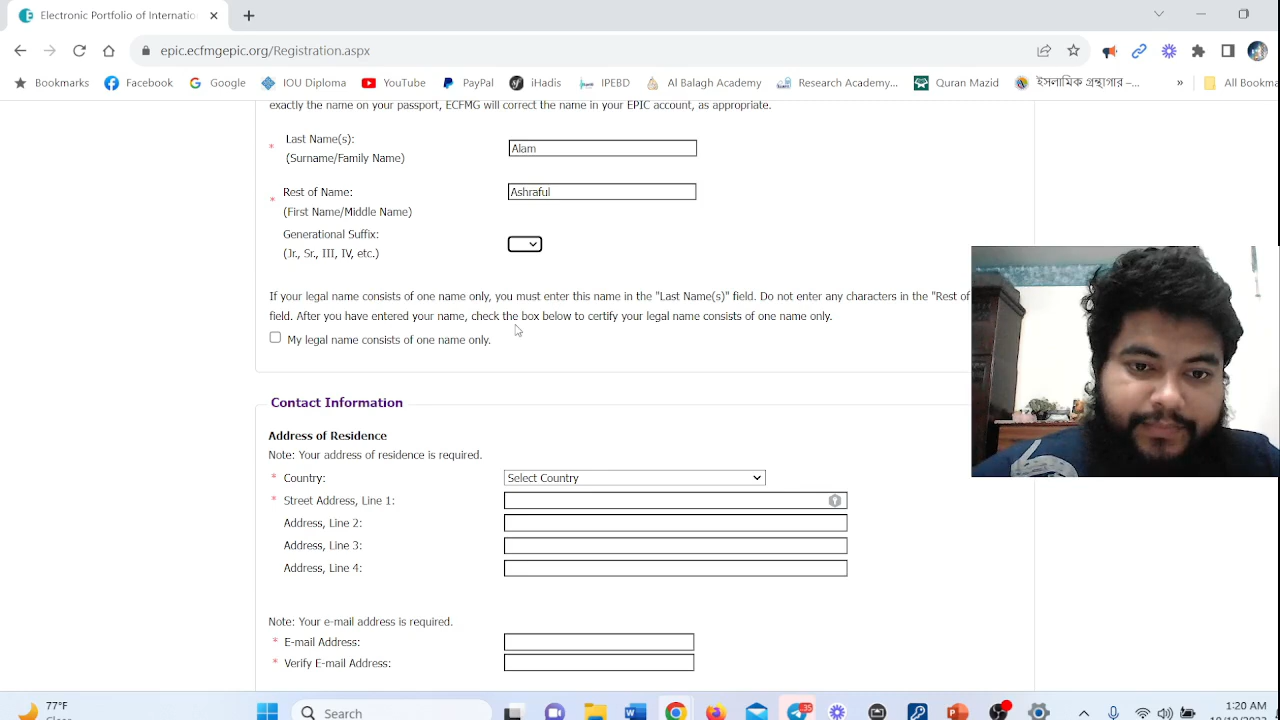 Electronic Portfolio of Internatio
epic.ecfmgepic.org/Registration.aspx
Bookmarks Facebook Google IOU Diploma YouTube PayPal iHadis IPEBD Al Balagh Academy Research Academy... Quran Mazid ইসলামিক গ্রন্থাগার –... » All Bookma
exactly the name on your passport, ECFMG will correct the name in your EPIC account, as appropriate.
* Last Name(s): Alam
(Surname/Family Name)
* Rest of Name: Ashraful
(First Name/Middle Name)
Generational Suffix:
(Jr., Sr., III, IV, etc.)
If your legal name consists of one name only, you must enter this name in the "Last Name(s)" field. Do not enter any characters in the "Rest of
field. After you have entered your name, check the box below to certify your legal name consists of one name only.
My legal name consists of one name only.
Contact Information
Address of Residence
Note: Your address of residence is required.
* Country: Select Country
* Street Address, Line 1:
Address, Line 2:
Address, Line 3:
Address, Line 4:
Note: Your e-mail address is required.
* E-mail Address:
* Verify E-mail Address:
77°F
Search
35
1:20 AM